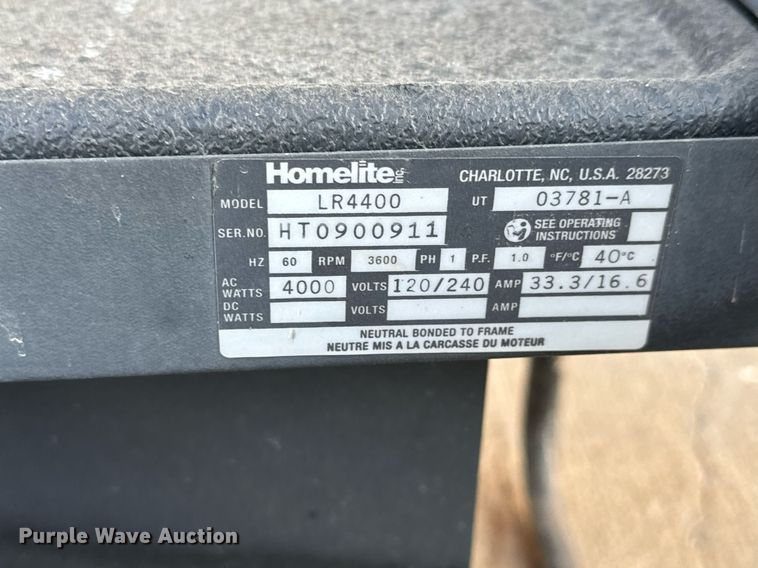 Homelite inc. CHARLOTTE, NC, U.S.A. 28273
MODEL LR4400 UT 03781-A
SER.NO. HT0900911 SEE OPERATING INSTRUCTIONS
HZ 60 RPM 3600 PH 1 P.F. 1.0 °F/°C 40°C
AC WATTS 4000 VOLTS 120/240 AMP 33.3/16.6
DC WATTS VOLTS AMP
NEUTRAL BONDED TO FRAME
NEUTRE MIS A LA CARCASSE DU MOTEUR
Purple Wave Auction®